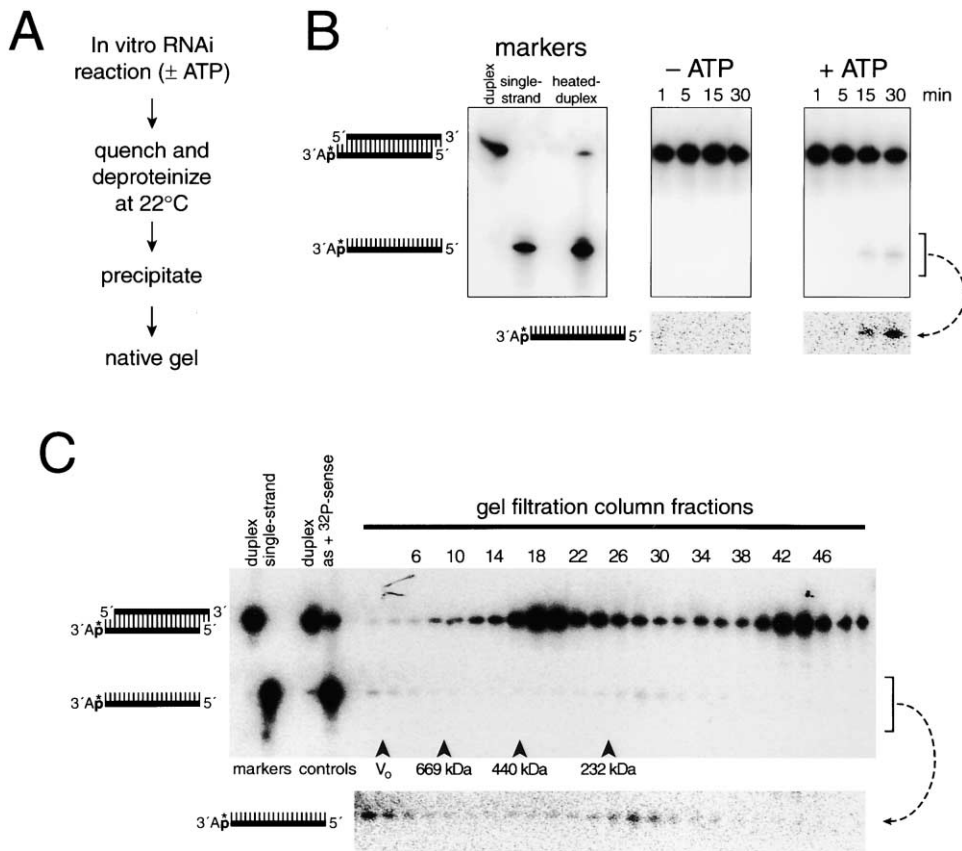 A
In vitro RNAi
reaction (± ATP)
quench and
deproteinize
at 22°C
precipitate
native gel
B
markers
duplex
single-
strand
heated-
duplex
– ATP
+ ATP
1 5 15 30
1 5 15 30 min
5´ 3´
3´Ap* 5´
3´Ap* 5´
3´Ap* 5´
C
gel filtration column fractions
duplex
single-strand
duplex
as + ³²P-sense
6 10 14 18 22 26 30 34 38 42 46
5´ 3´
3´Ap* 5´
3´Ap* 5´
markers controls Vₒ 669 kDa 440 kDa 232 kDa
3´Ap* 5´